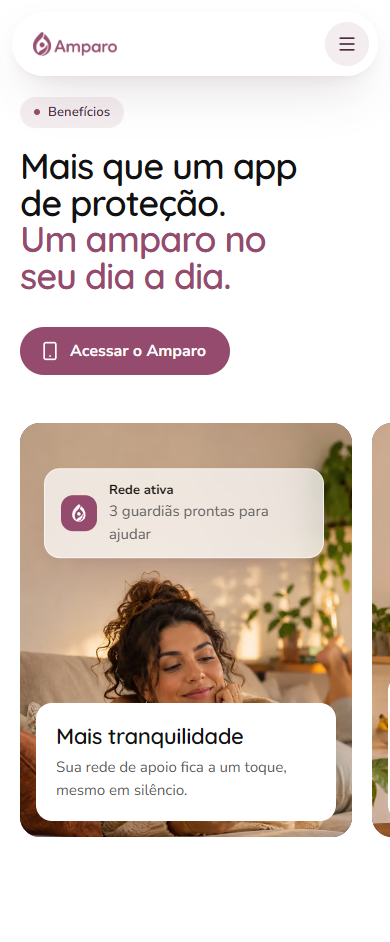 Amparo
Benefícios
Mais que um app
de proteção.
Um amparo no
seu dia a dia.
Acessar o Amparo
Rede ativa
3 guardiãs prontas para
ajudar
Mais tranquilidade
Sua rede de apoio fica a um toque,
mesmo em silêncio.